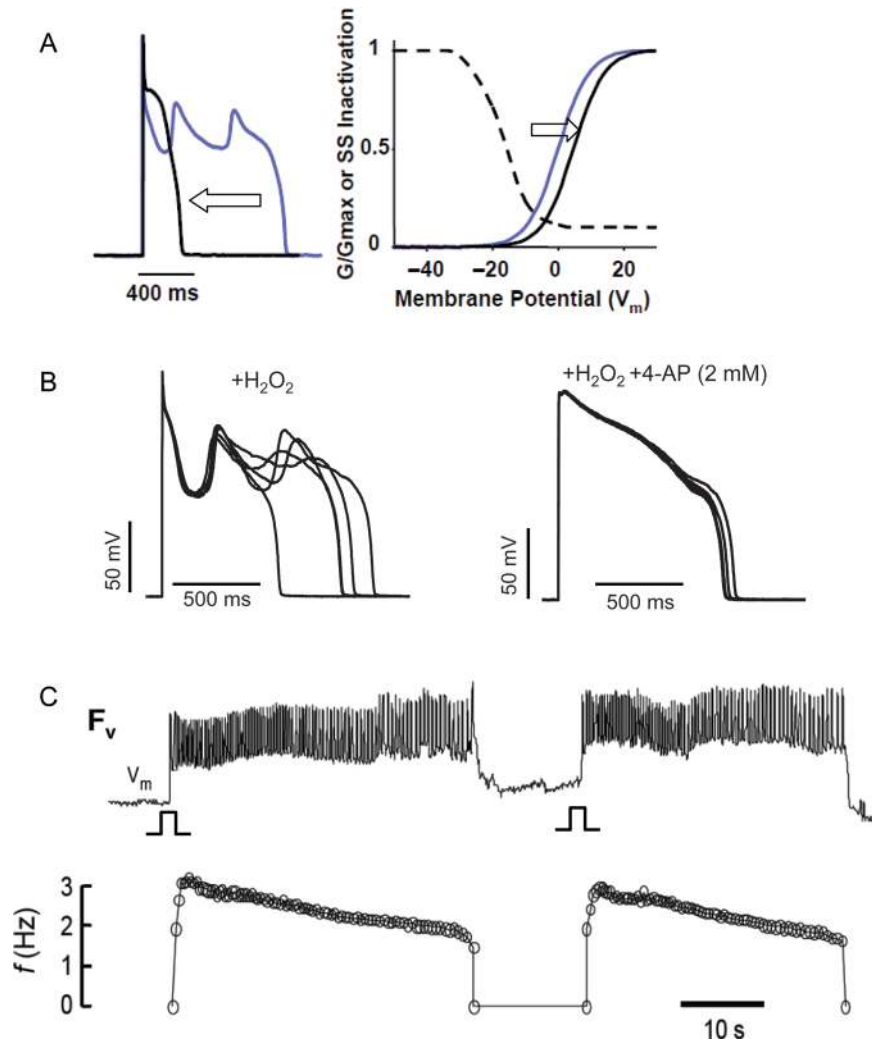 A
400 ms
G/Gmax or SS Inactivation
1
0.5
0
−40 −20 0 20
Membrane Potential (Vm)
B
+H2O2
50 mV
500 ms
+H2O2 +4-AP (2 mM)
50 mV
500 ms
C
Fv
Vm
f (Hz)
3
2
1
0
10 s